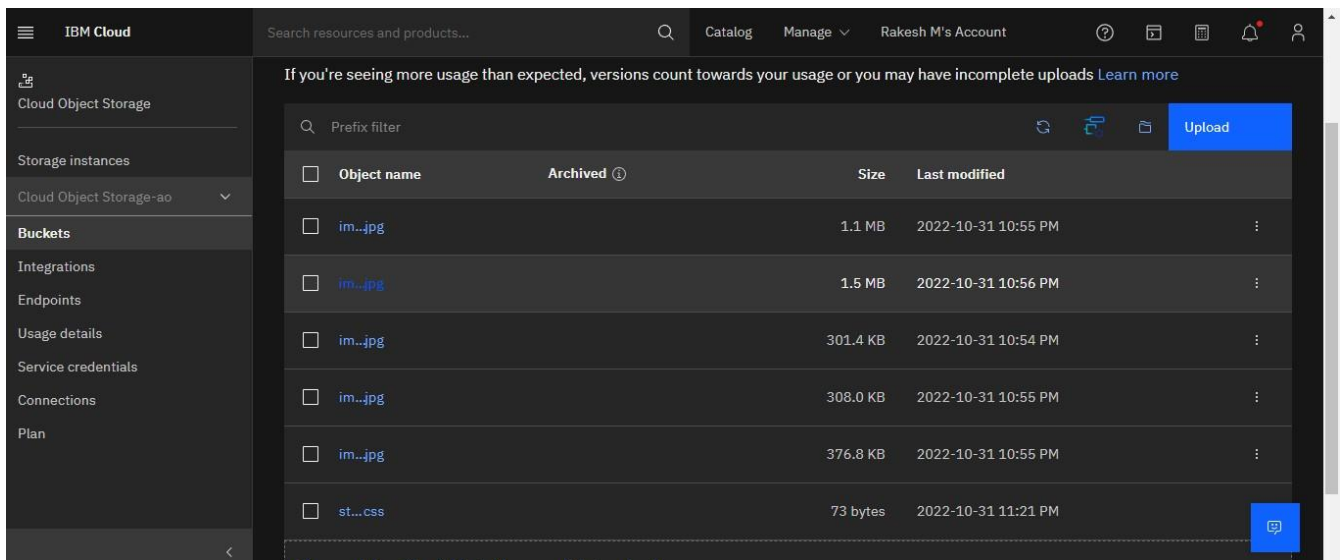 IBM Cloud
Search resources and products...
Catalog
Manage
Rakesh M's Account
Cloud Object Storage
Storage instances
Cloud Object Storage-ao
Buckets
Integrations
Endpoints
Usage details
Service credentials
Connections
Plan
If you're seeing more usage than expected, versions count towards your usage or you may have incomplete uploads Learn more
Prefix filter
Upload
Object name Archived Size Last modified
im...jpg 1.1 MB 2022-10-31 10:55 PM
im...jpg 1.5 MB 2022-10-31 10:56 PM
im...jpg 301.4 KB 2022-10-31 10:54 PM
im...jpg 308.0 KB 2022-10-31 10:55 PM
im...jpg 376.8 KB 2022-10-31 10:55 PM
st...css 73 bytes 2022-10-31 11:21 PM